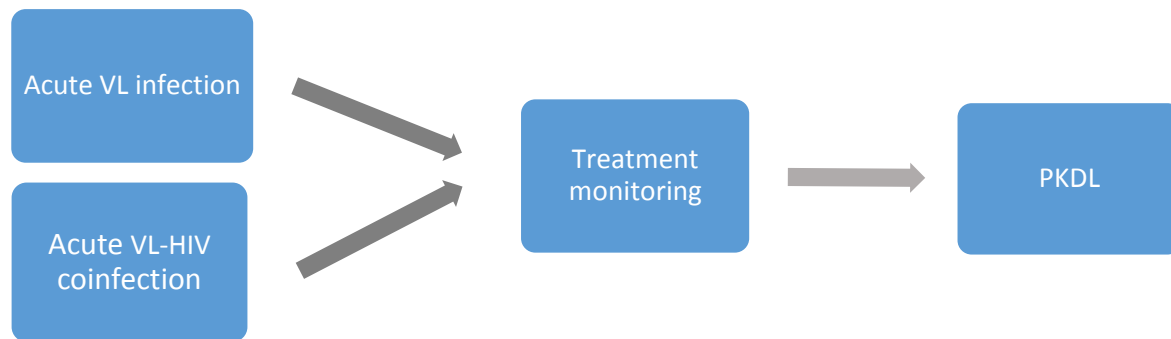 Acute VL infection
Acute VL-HIV
coinfection
Treatment
monitoring
PKDL